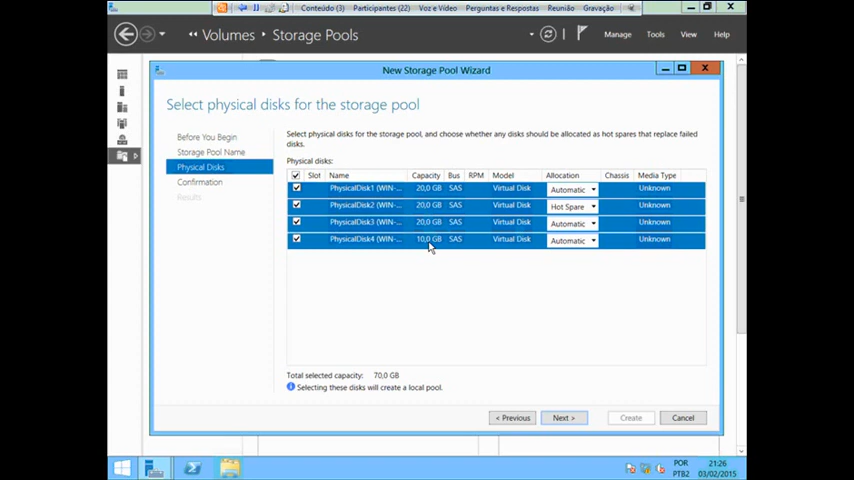 Conteúdo (3) Participantes (22) Voz e Vídeo Perguntas e Respostas Reunião Gravação
Volumes Storage Pools Manage Tools View Help
New Storage Pool Wizard
Select physical disks for the storage pool
Before You Begin
Storage Pool Name
Physical Disks
Confirmation
Results
Select physical disks for the storage pool, and choose whether any disks should be allocated as hot spares that replace failed
disks.
Physical disks:
Slot Name Capacity Bus RPM Model Allocation Chassis Media Type
PhysicalDisk1 (WIN-... 20,0 GB SAS Virtual Disk Automatic Unknown
PhysicalDisk2 (WIN-... 20,0 GB SAS Virtual Disk Hot Spare Unknown
PhysicalDisk3 (WIN-... 20,0 GB SAS Virtual Disk Automatic Unknown
PhysicalDisk4 (WIN-... 10,0 GB SAS Virtual Disk Automatic Unknown
Total selected capacity: 70,0 GB
Selecting these disks will create a local pool.
< Previous Next > Create Cancel
POR 21:26
PTB2 03/02/2015